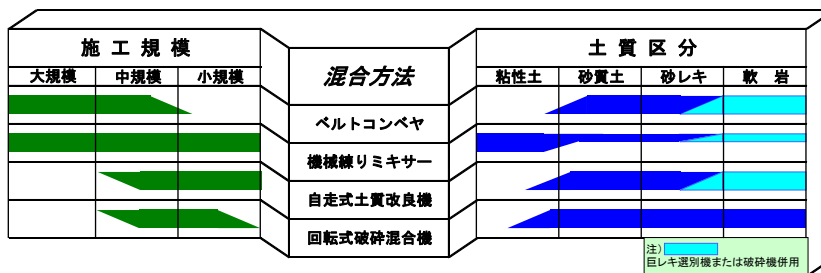 施工規模
大規模 中規模 小規模
混合方法
ベルトコンベヤ
機械練りミキサー
自走式土質改良機
回転式破砕混合機
土質区分
粘性土 砂質土 砂レキ 軟岩
注)
巨レキ選別機または破砕機併用